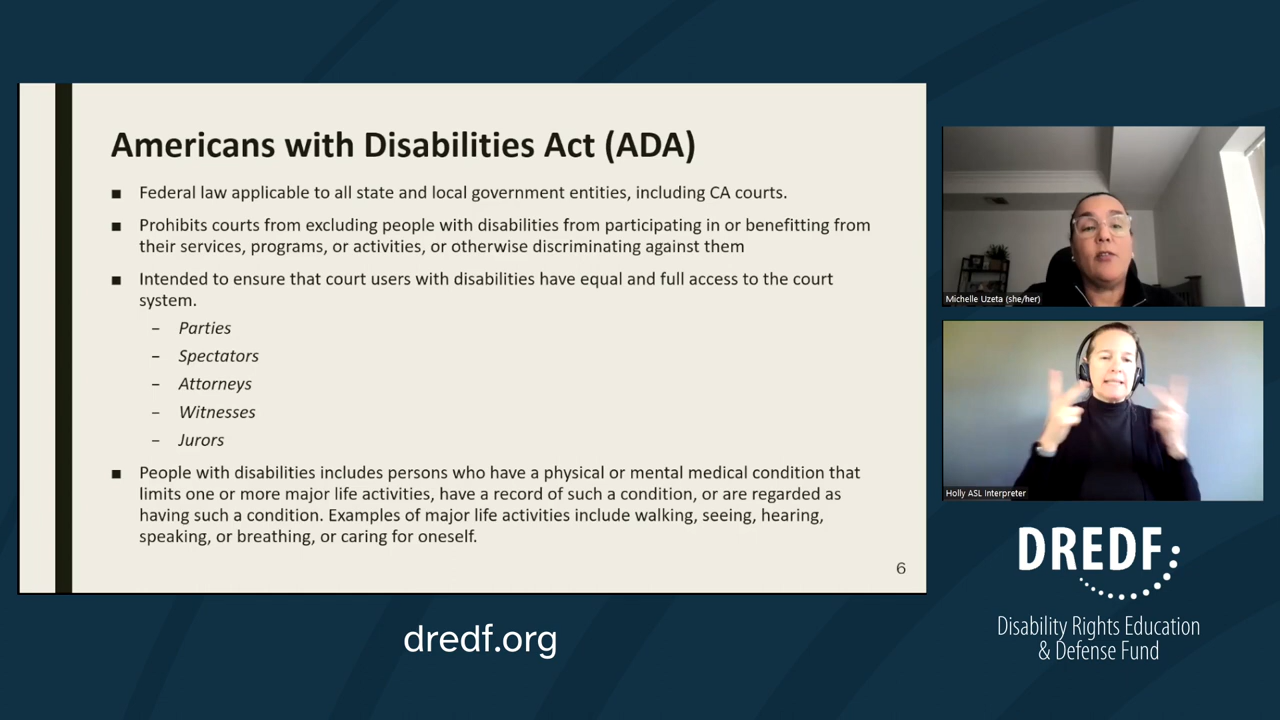 Americans with Disabilities Act (ADA)
■ Federal law applicable to all state and local government entities, including CA courts.
■ Prohibits courts from excluding people with disabilities from participating in or benefitting from
their services, programs, or activities, or otherwise discriminating against them
■ Intended to ensure that court users with disabilities have equal and full access to the court
system.
– Parties
– Spectators
– Attorneys
– Witnesses
– Jurors
■ People with disabilities includes persons who have a physical or mental medical condition that
limits one or more major life activities, have a record of such a condition, or are regarded as
having such a condition. Examples of major life activities include walking, seeing, hearing,
speaking, or breathing, or caring for oneself.
6
Michelle Uzeta (she/her)
Holly ASL Interpreter
DREDF
Disability Rights Education
& Defense Fund
dredf.org